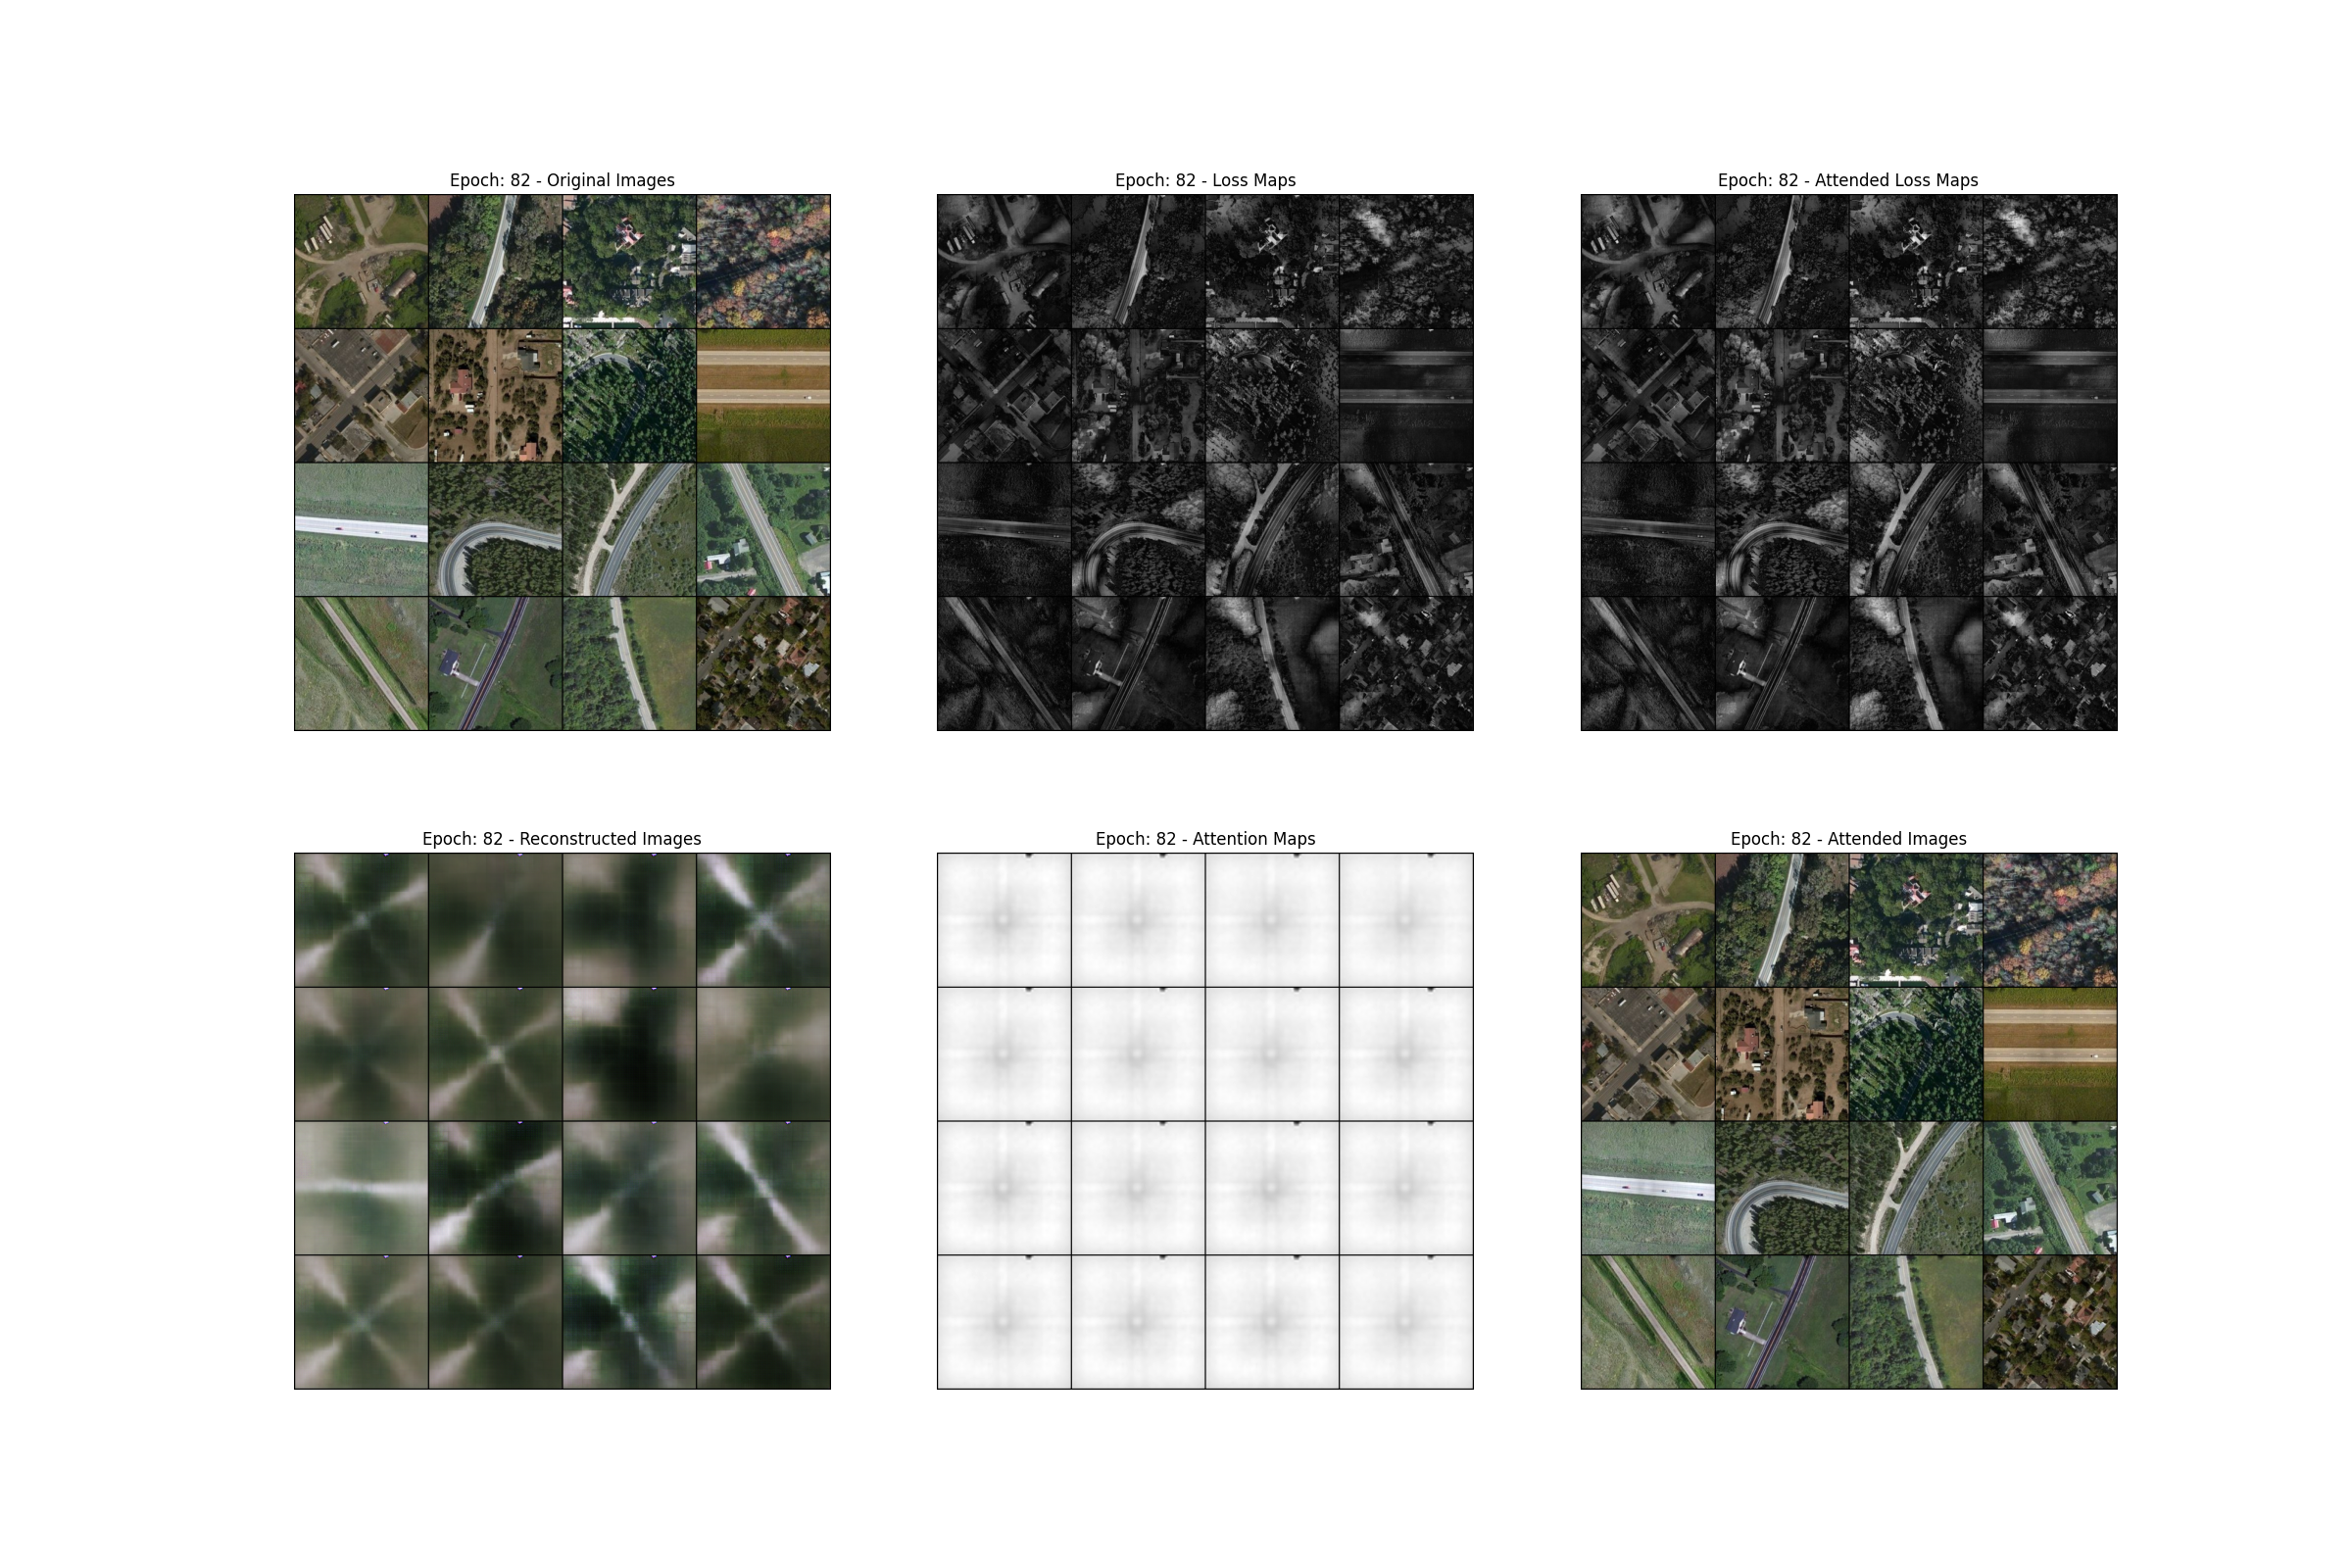 Epoch: 82 - Original Images
Epoch: 82 - Loss Maps
Epoch: 82 - Attended Loss Maps
Epoch: 82 - Reconstructed Images
Epoch: 82 - Attention Maps
Epoch: 82 - Attended Images